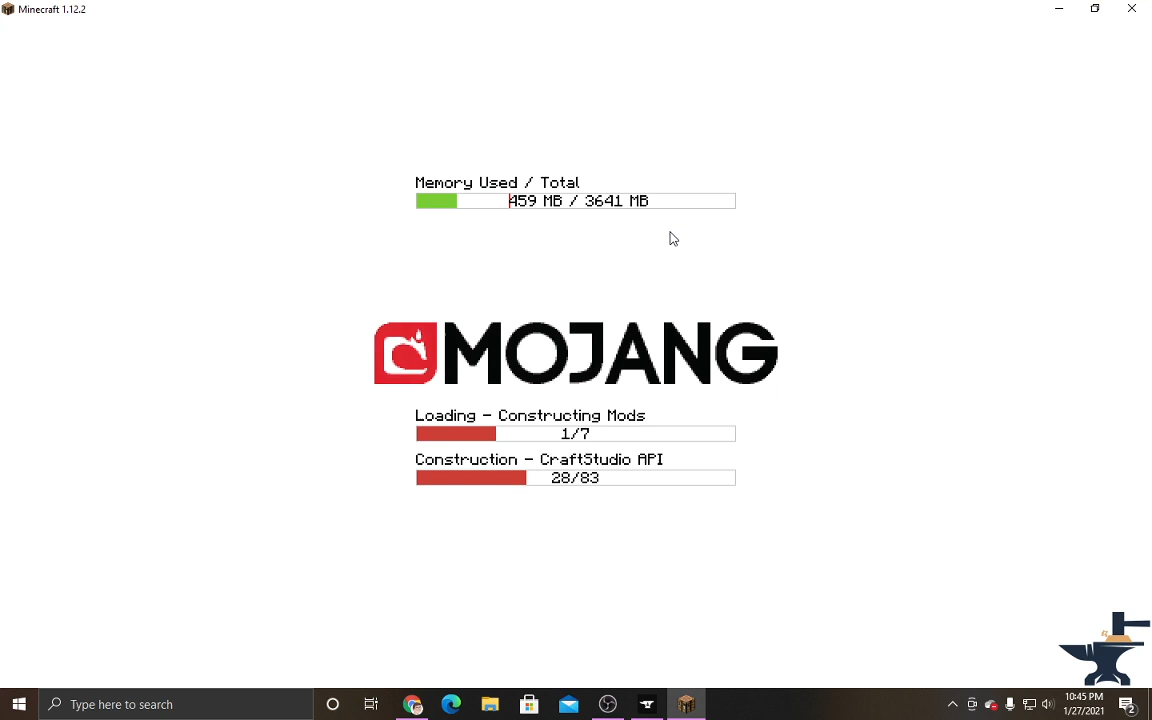 Minecraft 1.12.2
Memory Used / Total
459 MB / 3641 MB
MOJANG
Loading - Constructing Mods
1/7
Construction - CraftStudio API
28/83
Type here to search
10:45 PM
1/27/2021
2